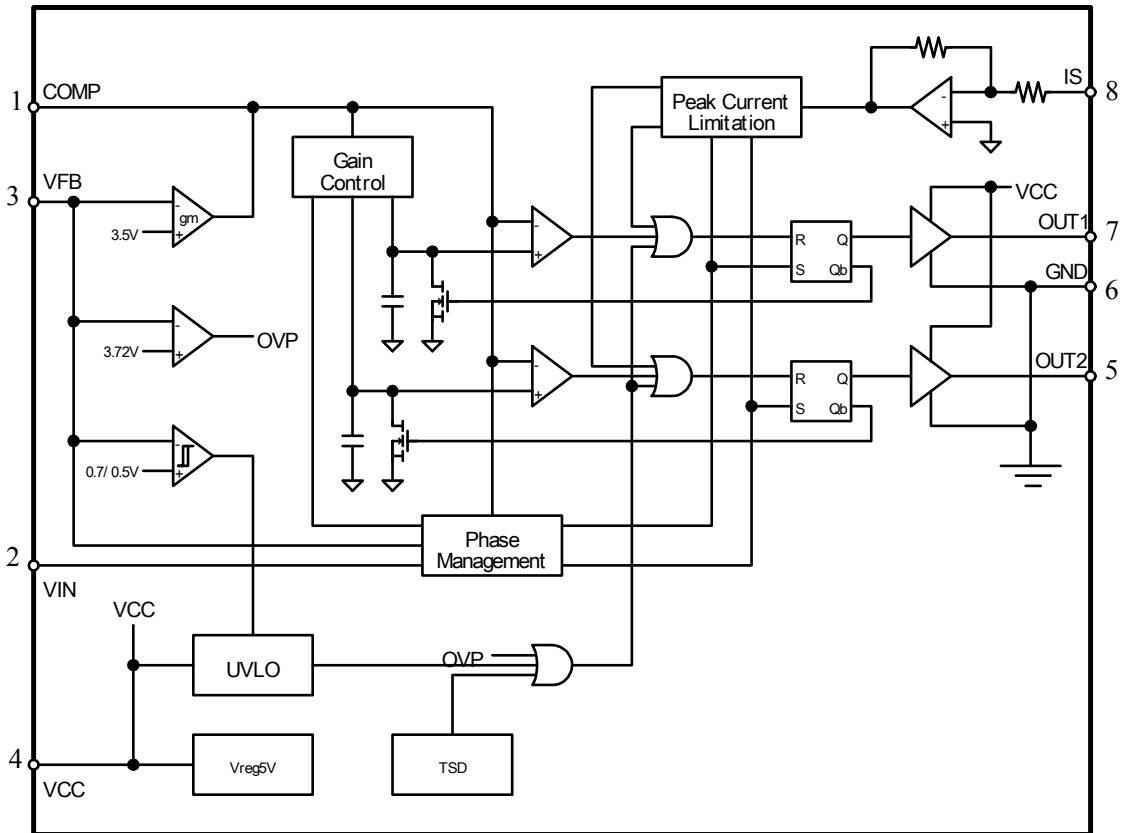 1 COMP
IS 8
Peak Current
Limitation
Gain
Control
3 VFB
-
gm
3.5V
+
-
+
VCC
-
+
R Q
S Qb
OUT1 7
GND 6
-
3.72V
+
OVP
-
+
R Q
S Qb
OUT2 5
-
0.7/ 0.5V
+
Phase
Management
2
VIN
VCC
UVLO
OVP
4
VCC
Vreg5V
TSD